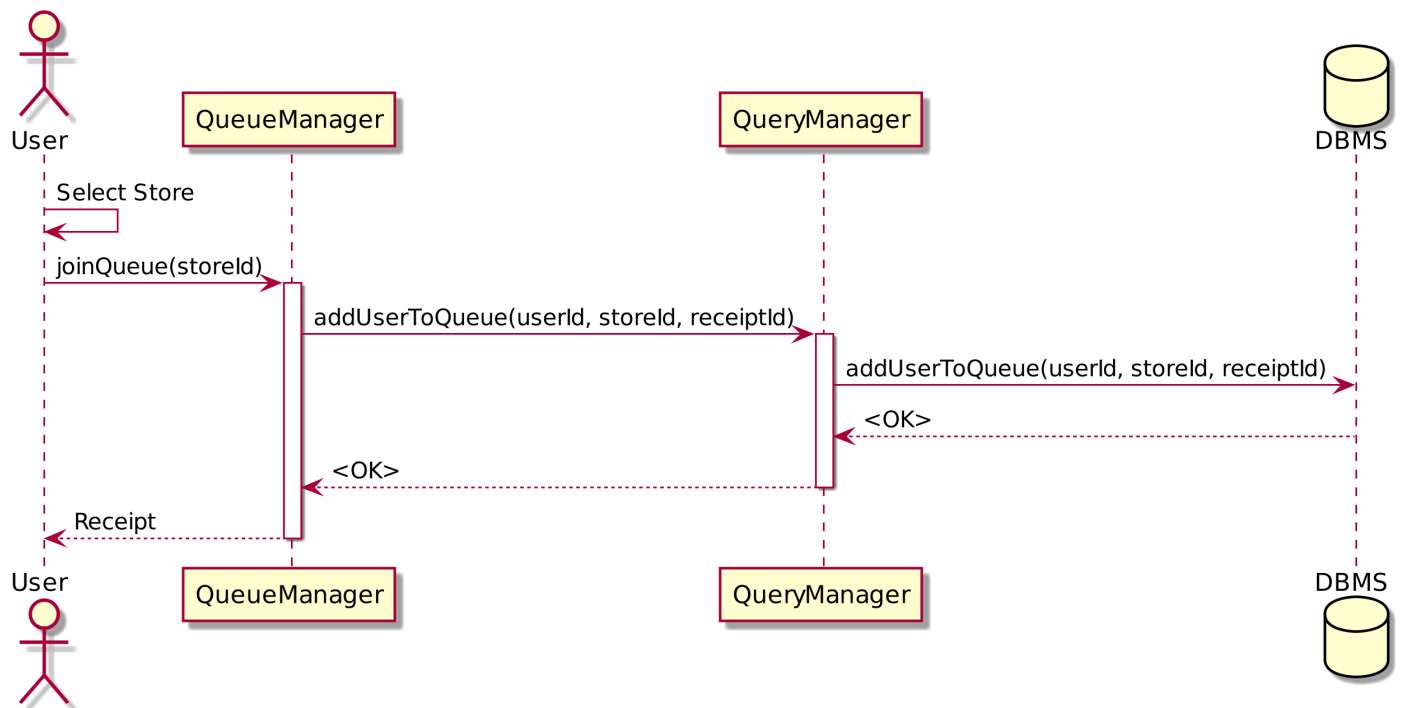 User
QueueManager
QueryManager
DBMS
Select Store
joinQueue(storeId)
addUserToQueue(userId, storeId, receiptId)
addUserToQueue(userId, storeId, receiptId)
<OK>
<OK>
Receipt
User
QueueManager
QueryManager
DBMS